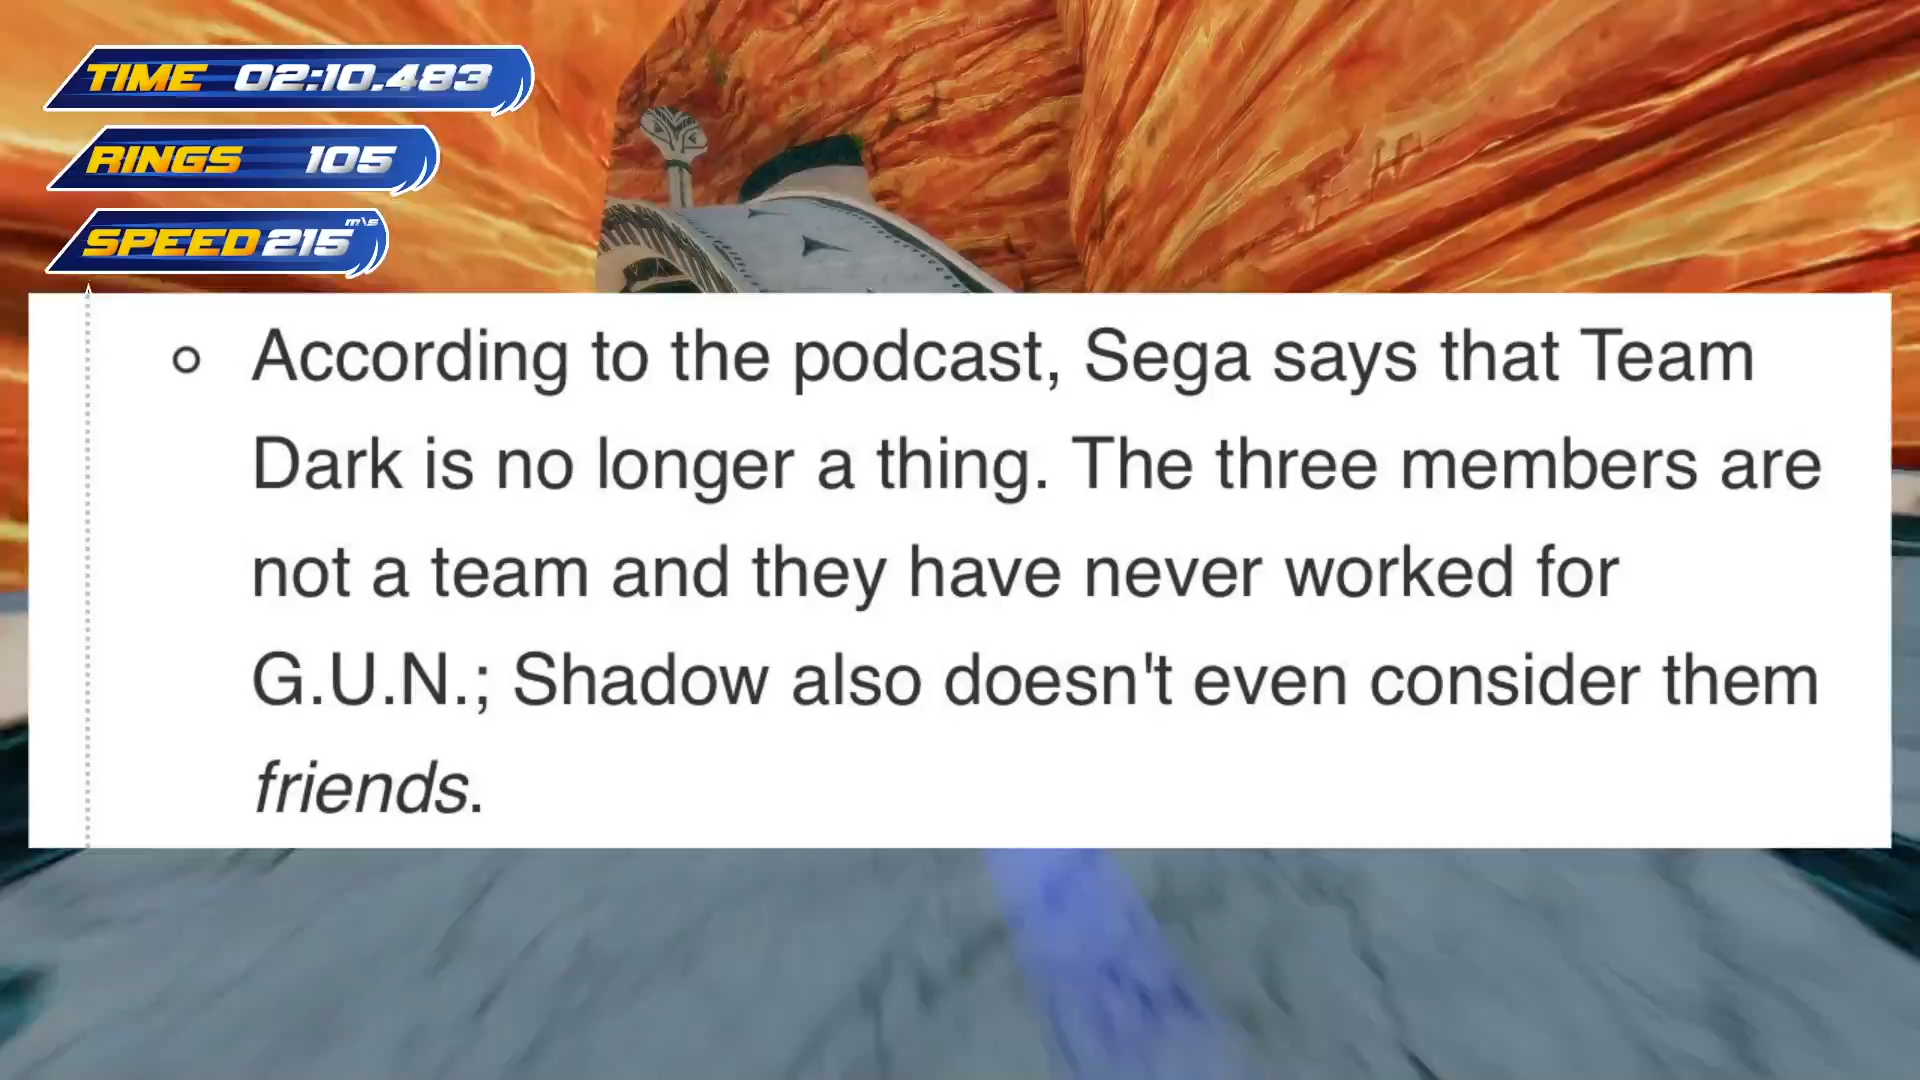 TIME 02:10.483
RINGS 105
SPEED 215 m\s
According to the podcast, Sega says that Team
Dark is no longer a thing. The three members are
not a team and they have never worked for
G.U.N.; Shadow also doesn't even consider them
friends.